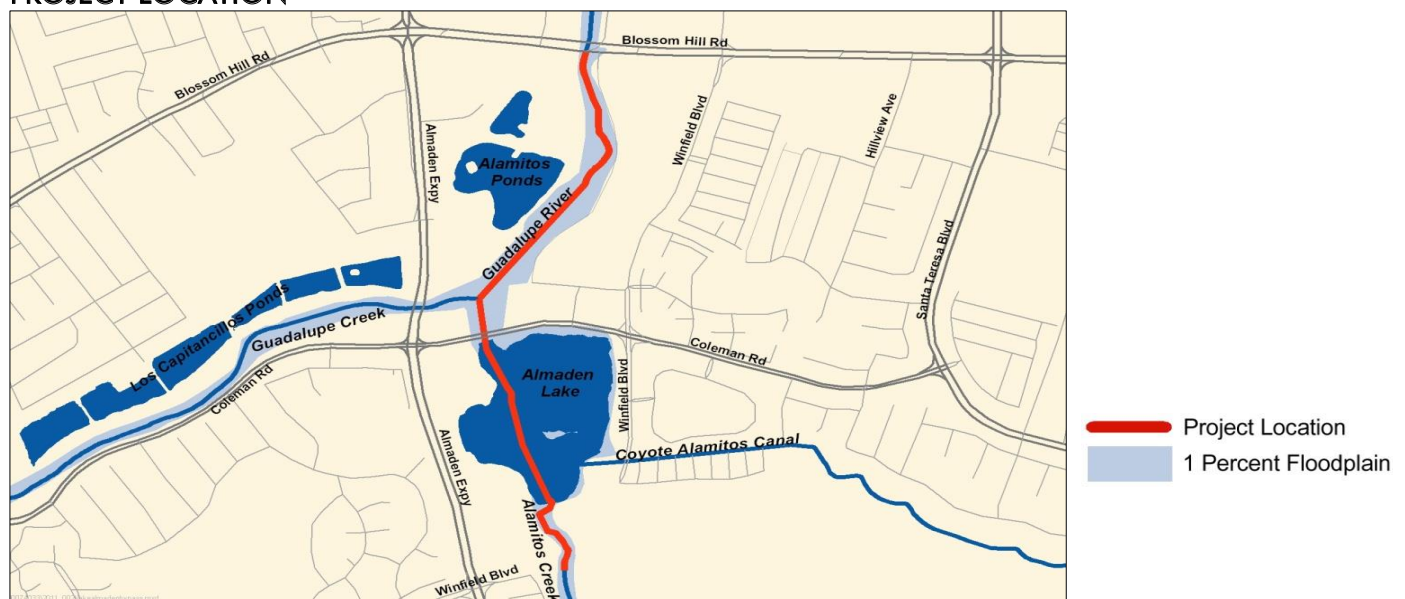 PROJECT LOCATION
Blossom Hill Rd
Blossom Hill Rd
Almaden Expy
Alamitos
Ponds
Winfield Blvd
Hillview Ave
Guadalupe River
Santa Teresa Blvd
Los Capitancillos Ponds
Guadalupe Creek
Coleman Rd
Coleman Rd
Almaden
Lake
Winfield Blvd
Almaden Expy
Coyote Alamitos Canal
Alamitos Creek
Winfield Blvd
Project Location
1 Percent Floodplain